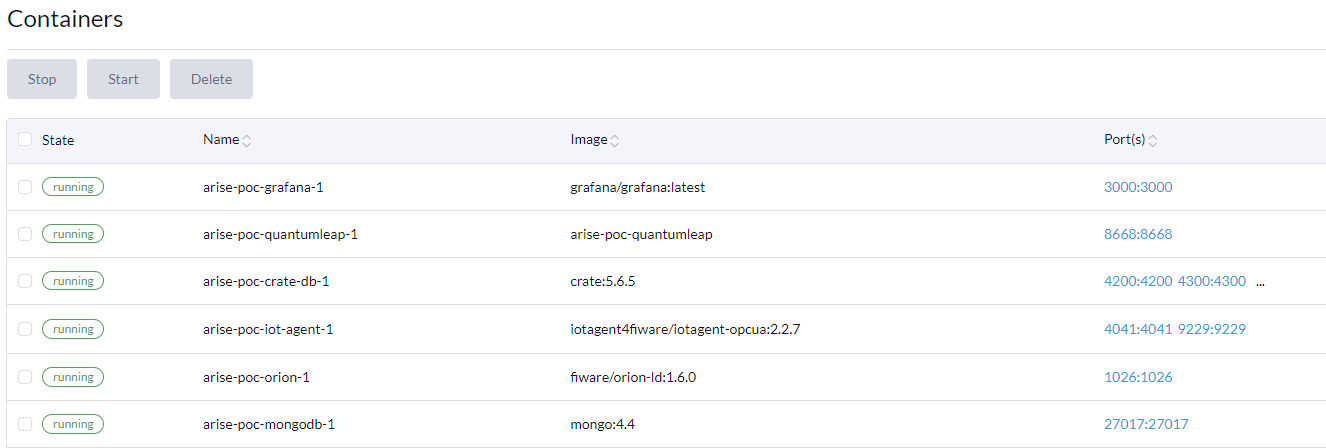 Containers
Stop Start Delete
State Name Image Port(s)
running arise-poc-grafana-1 grafana/grafana:latest 3000:3000
running arise-poc-quantumleap-1 arise-poc-quantumleap 8668:8668
running arise-poc-crate-db-1 crate:5.6.5 4200:4200 4300:4300 ...
running arise-poc-iot-agent-1 iotagent4fiware/iotagent-opcua:2.2.7 4041:4041 9229:9229
running arise-poc-orion-1 fiware/orion-ld:1.6.0 1026:1026
running arise-poc-mongodb-1 mongo:4.4 27017:27017